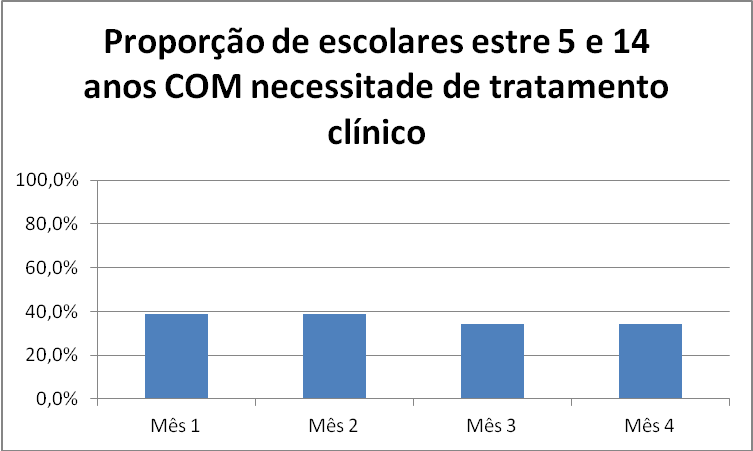 Proporção de escolares estre 5 e 14
anos COM necessitade de tratamento
clínico
100,0%
80,0%
60,0%
40,0%
20,0%
0,0%
Mês 1
Mês 2
Mês 3
Mês 4